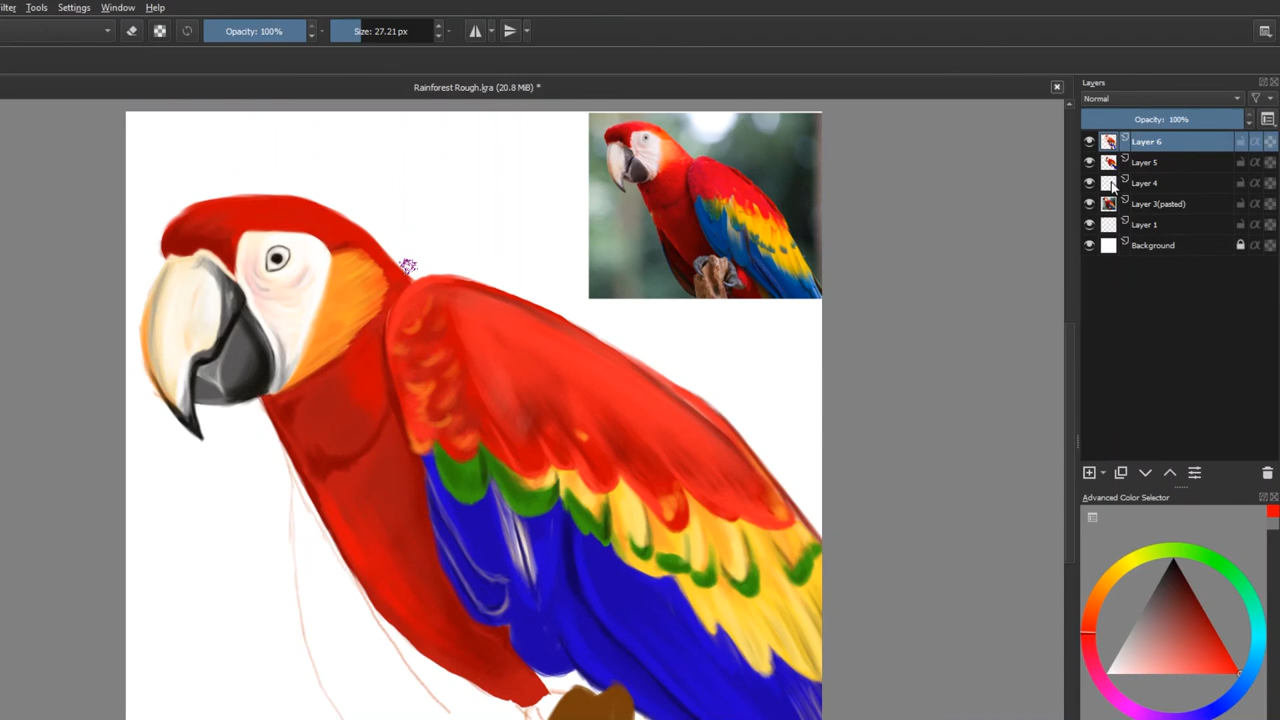 ilter Tools Settings Window Help
Opacity: 100% Size: 27.21 px
Rainforest Rough.kra (20.8 MiB) *
Layers
Normal
Opacity: 100%
Layer 6
Layer 5
Layer 4
Layer 3(pasted)
Layer 1
Background
Advanced Color Selector